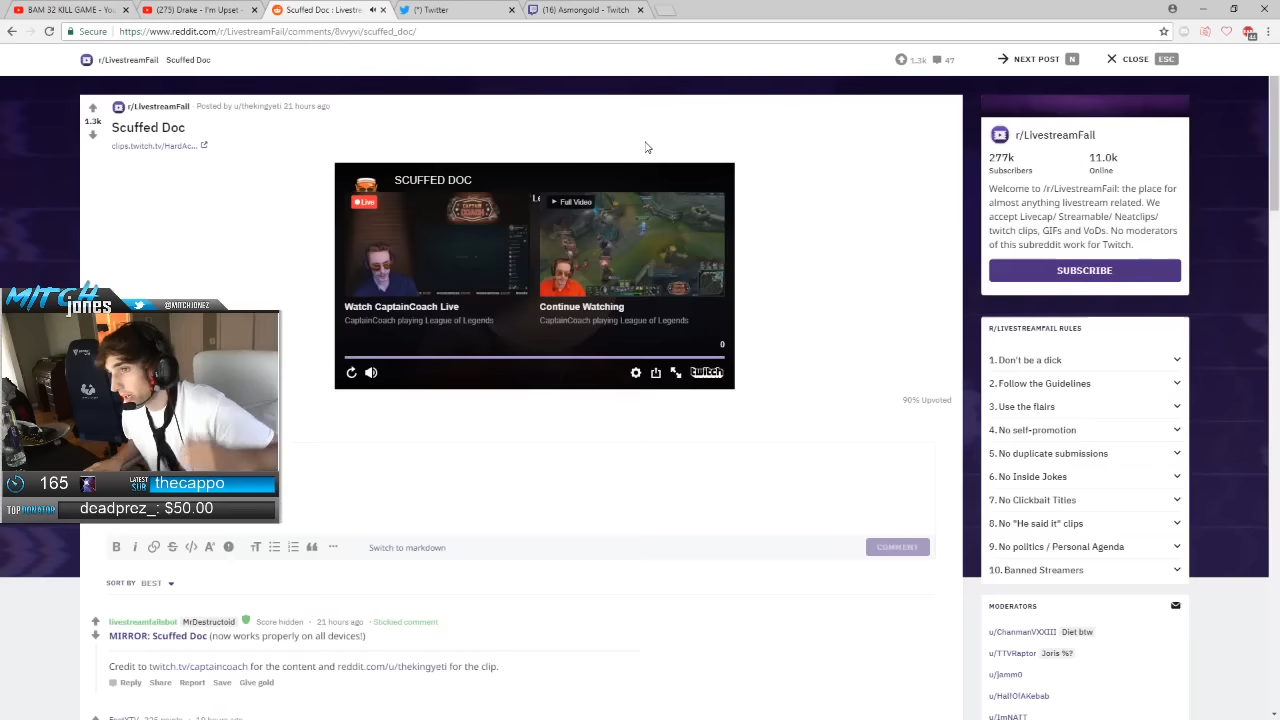 BAM 32 KILL GAME - You
(275) Drake - I'm Upset -
Scuffed Doc : Livestre
(*) Twitter
(16) Asmongold - Twitch
Secure
https://www.reddit.com/r/LivestreamFail/comments/8vvyvi/scuffed_doc/
r/LivestreamFail Scuffed Doc
1.3k 47
NEXT POST N
CLOSE ESC
r/LivestreamFail · Posted by u/thekingyeti 21 hours ago
1.3k
Scuffed Doc
clips.twitch.tv/HardAc...
SCUFFED DOC
Live
Full Video
CAPTAIN COACH
Watch CaptainCoach Live
CaptainCoach playing League of Legends
Continue Watching
CaptainCoach playing League of Legends
0
twitch
90% Upvoted
MITCH
jones
@MITCHJONEZ
165
LATEST SUB
thecappo
TOP DONATOR
deadprez_: $50.00
Switch to markdown
COMMENT
SORT BY BEST
livestreamfailsbot MrDestructoid Score hidden · 21 hours ago · Stickied comment
MIRROR: Scuffed Doc (now works properly on all devices!)
Credit to twitch.tv/captaincoach for the content and reddit.com/u/thekingyeti for the clip.
Reply Share Report Save Give gold
r/LivestreamFail
277k
Subscribers
11.0k
Online
Welcome to /r/LivestreamFail: the place for
almost anything livestream related. We
accept Livecap/ Streamable/ Neatclips/
twitch clips, GIFs and VoDs. No moderators
of this subreddit work for Twitch.
SUBSCRIBE
R/LIVESTREAMFAIL RULES
1. Don't be a dick
2. Follow the Guidelines
3. Use the flairs
4. No self-promotion
5. No duplicate submissions
6. No Inside Jokes
7. No Clickbait Titles
8. No "He said it" clips
9. No politics / Personal Agenda
10. Banned Streamers
MODERATORS
u/ChanmanVXXIII Diet btw
u/TTVRaptor Joris %?
u/jamm0
u/HalfOfAKebab
u/ImNATT